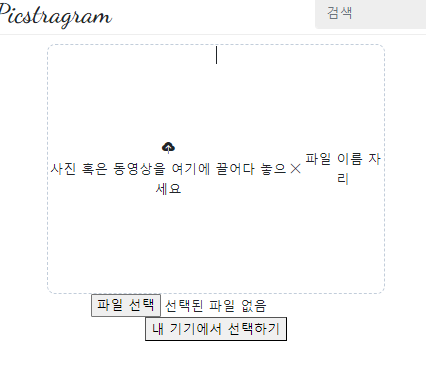 Picstragram
검색
사진 혹은 동영상을 여기에 끌어다 놓으
세요
파일 이름 자
리
파일 선택 선택된 파일 없음
내 기기에서 선택하기